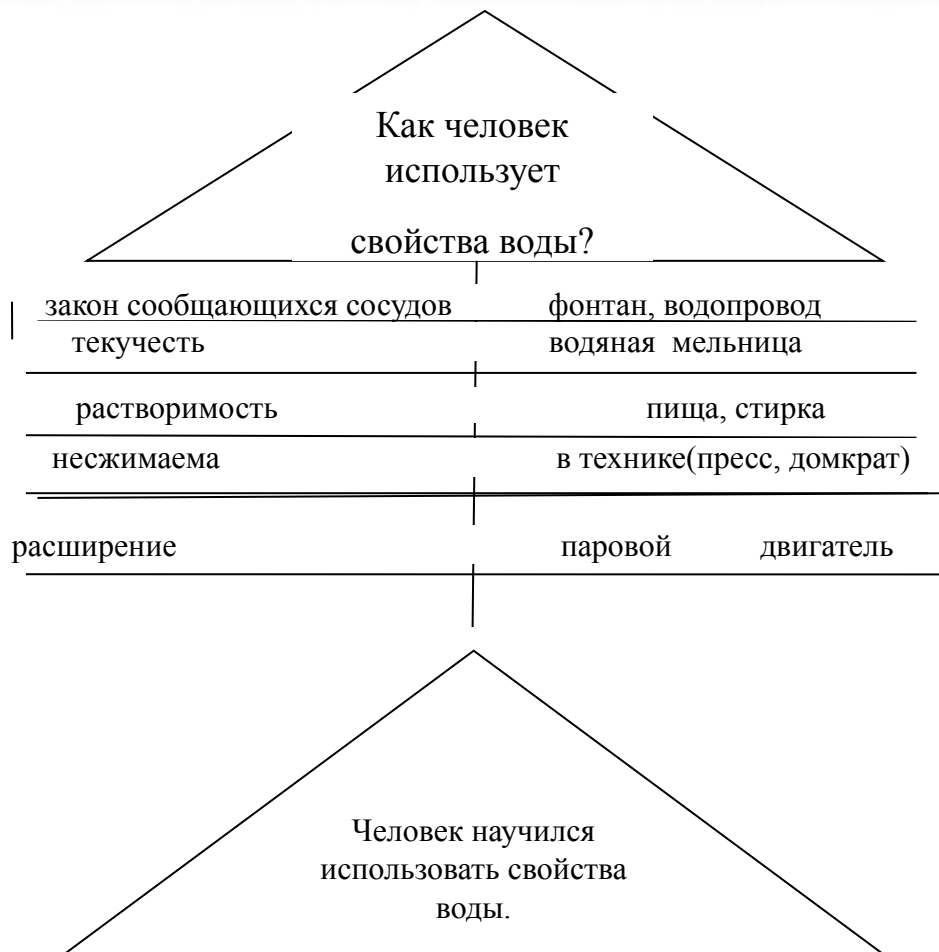 Как человек
использует
свойства воды?
закон сообщающихся сосудов фонтан, водопровод
текучесть водяная мельница
растворимость пища, стирка
несжимаема в технике(пресс, домкрат)
расширение паровой двигатель
Человек научился
использовать свойства
воды.